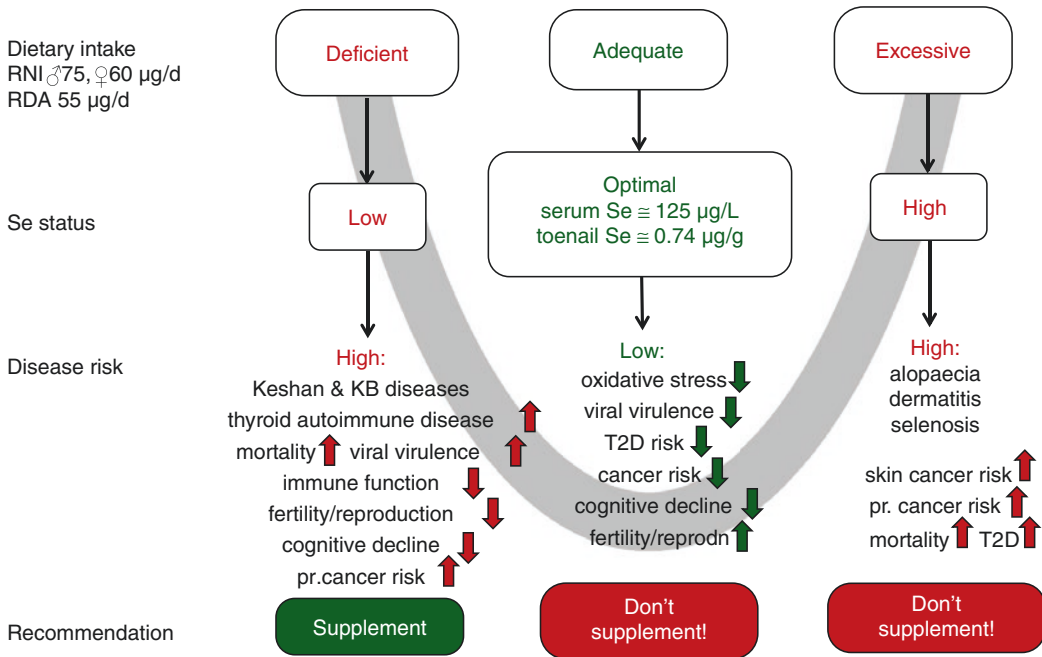 Dietary intake
RNI ♂75, ♀60 µg/d
RDA 55 µg/d
Deficient
Adequate
Excessive
Se status
Low
Optimal
serum Se ≅ 125 µg/L
toenail Se ≅ 0.74 µg/g
High
Disease risk
High:
Keshan & KB diseases
thyroid autoimmune disease
mortality viral virulence
immune function
fertility/reproduction
cognitive decline
pr.cancer risk
Low:
oxidative stress
viral virulence
T2D risk
cancer risk
cognitive decline
fertility/reprodn
High:
alopaecia
dermatitis
selenosis
skin cancer risk
pr. cancer risk
mortality T2D
Recommendation
Supplement
Don't
supplement!
Don't
supplement!